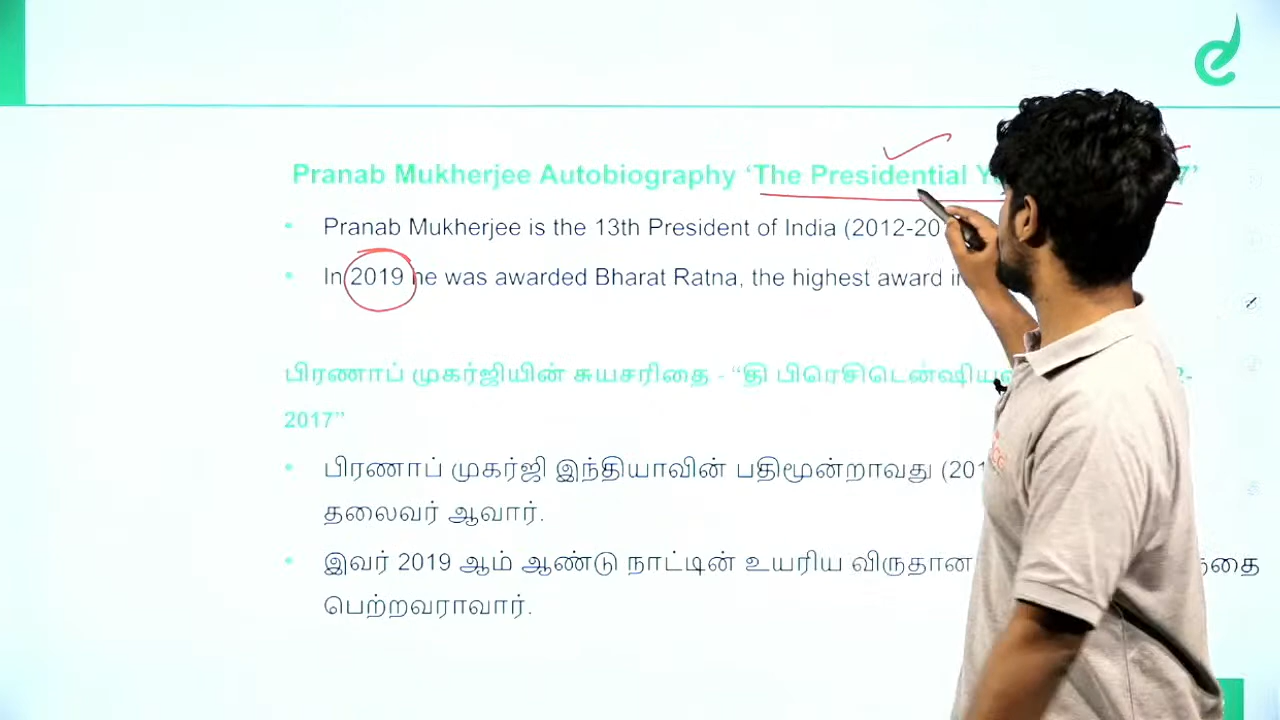 Pranab Mukherjee Autobiography ‘The Presidential
Pranab Mukherjee is the 13th President of India (2012-20
In 2019 he was awarded Bharat Ratna, the highest award
பிரணாப் முகர்ஜியின் சுயசரிதை - “தி பிரெசிடென்ஷியல்
2017”
பிரணாப் முகர்ஜி இந்தியாவின் பதிமூன்றாவது (201
தலைவர் ஆவார்.
இவர் 2019 ஆம் ஆண்டு நாட்டின் உயரிய விருதான
பெற்றவராவார்.